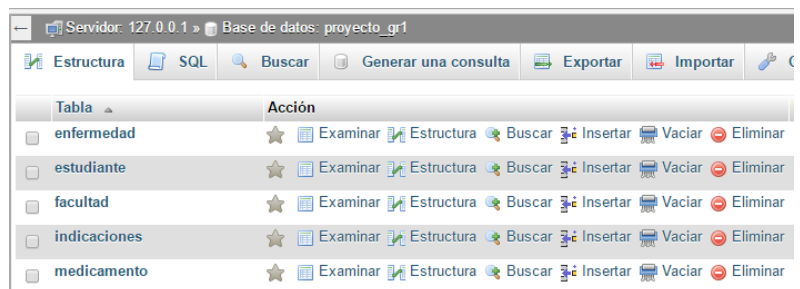 ← Servidor: 127.0.0.1 » Base de datos: proyecto_gr1
Estructura SQL Buscar Generar una consulta Exportar Importar
Tabla Acción
enfermedad Examinar Estructura Buscar Insertar Vaciar Eliminar
estudiante Examinar Estructura Buscar Insertar Vaciar Eliminar
facultad Examinar Estructura Buscar Insertar Vaciar Eliminar
indicaciones Examinar Estructura Buscar Insertar Vaciar Eliminar
medicamento Examinar Estructura Buscar Insertar Vaciar Eliminar